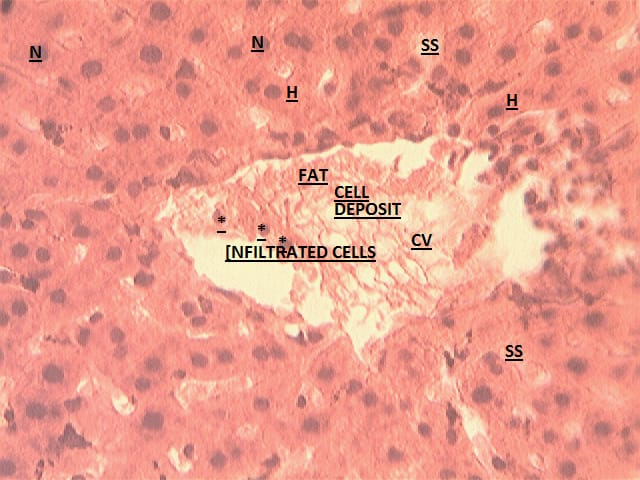 N
N
SS
H
H
FAT
CELL
DEPOSIT
*
*
*
CV
[NFILTRATED CELLS
SS